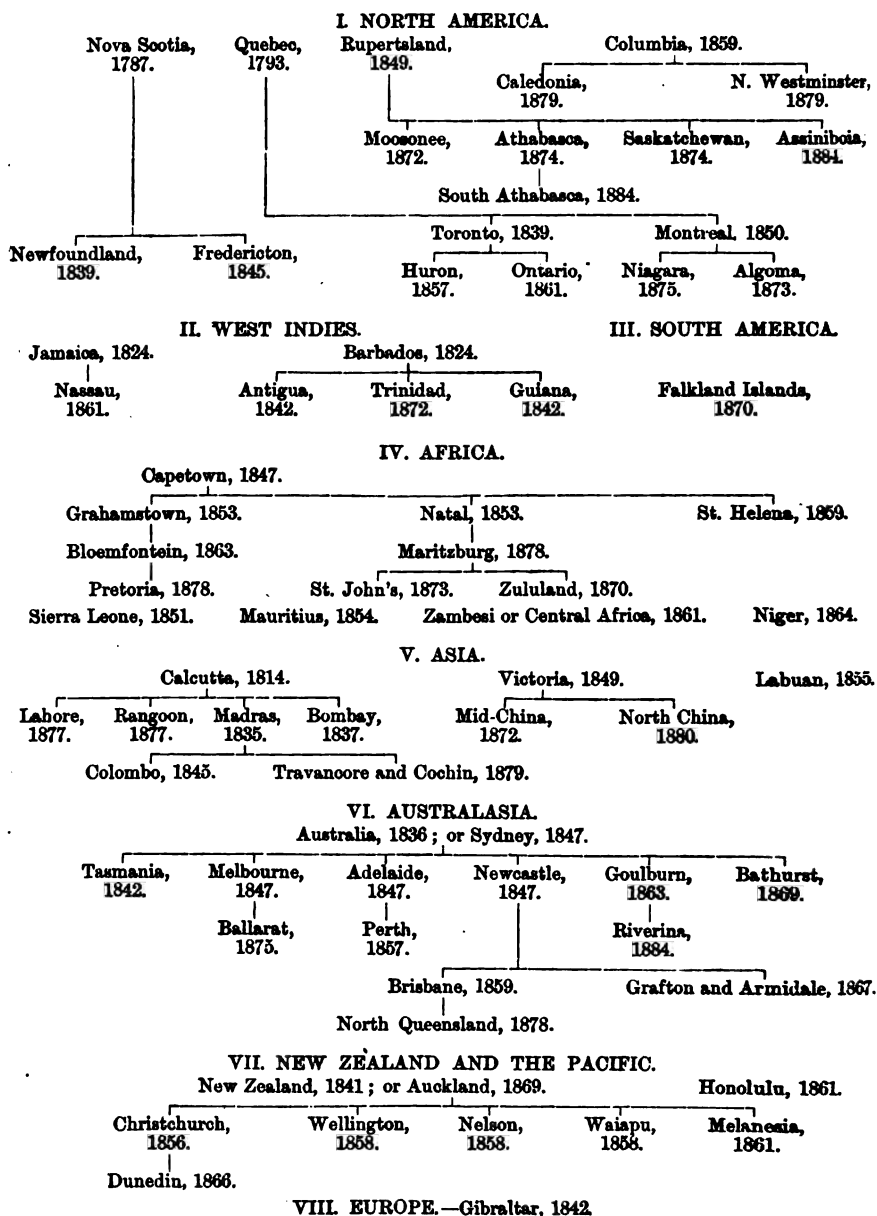 I. NORTH AMERICA.
Nova Scotia, Quebec, Rupertsland, Columbia, 1859.
1787. 1793. 1849.
Caledonia, N. Westminster,
1879. 1879.
Moosonee, Athabasca, Saskatchewan, Assiniboia,
1872. 1874. 1874. 1884.
South Athabasca, 1884.
Toronto, 1839. Montreal, 1850.
Newfoundland, Fredericton, Huron, Ontario, Niagara, Algoma,
1839. 1845. 1857. 1861. 1875. 1873.
II. WEST INDIES. III. SOUTH AMERICA.
Jamaica, 1824. Barbados, 1824.
Nassau, Antigua, Trinidad, Guiana, Falkland Islands,
1861. 1842. 1872. 1842. 1870.
IV. AFRICA.
Capetown, 1847.
Grahamstown, 1853. Natal, 1853. St. Helena, 1859.
Bloemfontein, 1863. Maritzburg, 1878.
Pretoria, 1878. St. John's, 1873. Zululand, 1870.
Sierra Leone, 1851. Mauritius, 1854. Zambesi or Central Africa, 1861. Niger, 1864.
V. ASIA.
Calcutta, 1814. Victoria, 1849. Labuan, 1855.
Lahore, Rangoon, Madras, Bombay, Mid-China, North China,
1877. 1877. 1835. 1837. 1872. 1880.
Colombo, 1845. Travancore and Cochin, 1879.
VI. AUSTRALASIA.
Australia, 1836; or Sydney, 1847.
Tasmania, Melbourne, Adelaide, Newcastle, Goulburn, Bathurst,
1842. 1847. 1847. 1847. 1863. 1869.
Ballarat, Perth, Riverina,
1875. 1857. 1884.
Brisbane, 1859. Grafton and Armidale, 1867.
North Queensland, 1878.
VII. NEW ZEALAND AND THE PACIFIC.
New Zealand, 1841; or Auckland, 1869. Honolulu, 1861.
Christchurch, Wellington, Nelson, Waiapu, Melanesia,
1856. 1858. 1858. 1858. 1861.
Dunedin, 1866.
VIII. EUROPE.—Gibraltar, 1842.